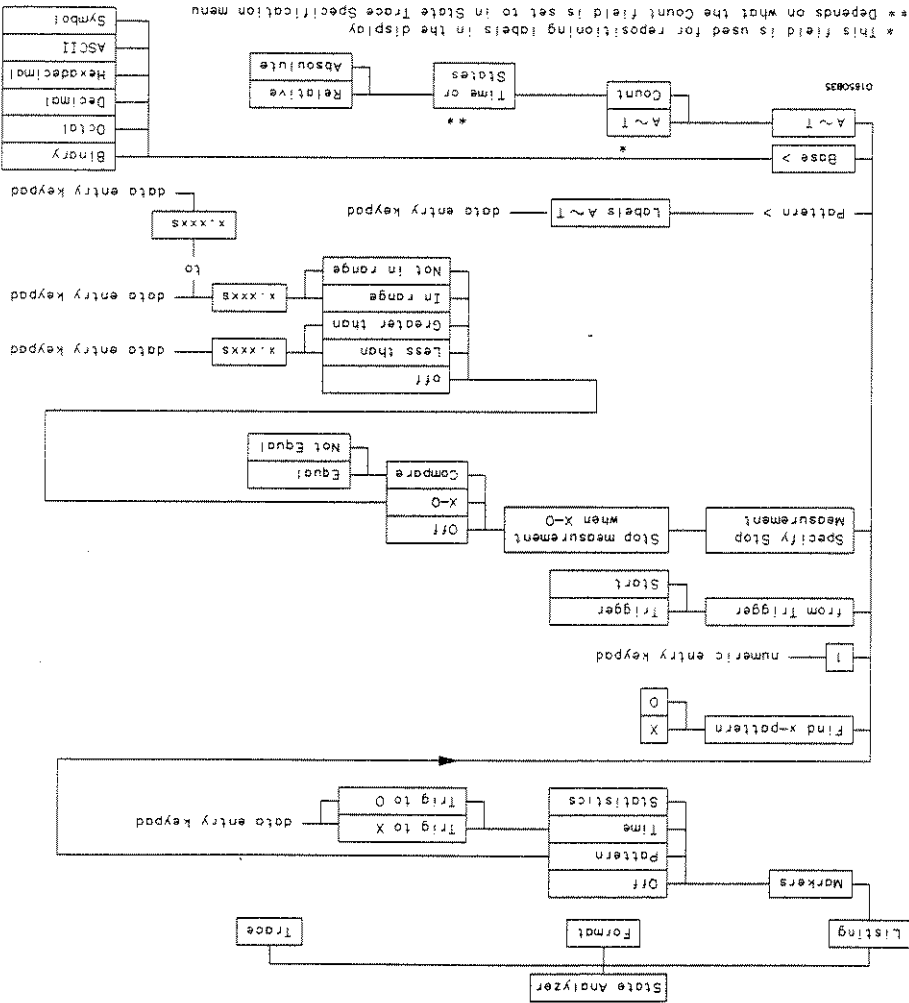 State Analyzer
Listing
Format
Trace
Markers
Off
Pattern
Time
Statistics
Trig to X
Trig to O
data entry keypad
Find x-pattern
X
O
1
numeric entry keypad
from Trigger
Trigger
Start
Specify Stop
Measurement
Stop measurement
when X-O
Off
X-O
Compare
Equal
Not Equal
off
Less than
Greater than
In range
Not in range
x.xxxs
data entry keypad
x.xxxs
data entry keypad
to
x.xxxs
data entry keypad
Pattern >
Labels A~T
data entry keypad
Base >
Binary
Octal
Decimal
Hexadecimal
ASCII
Symbol
A~T
*
A~T
Count
**
Time or
States
Relative
Absoulute
01650B35
* This field is used for repositioning labels in the display
** Depends on what the Count field is set to in State Trace Specification menu